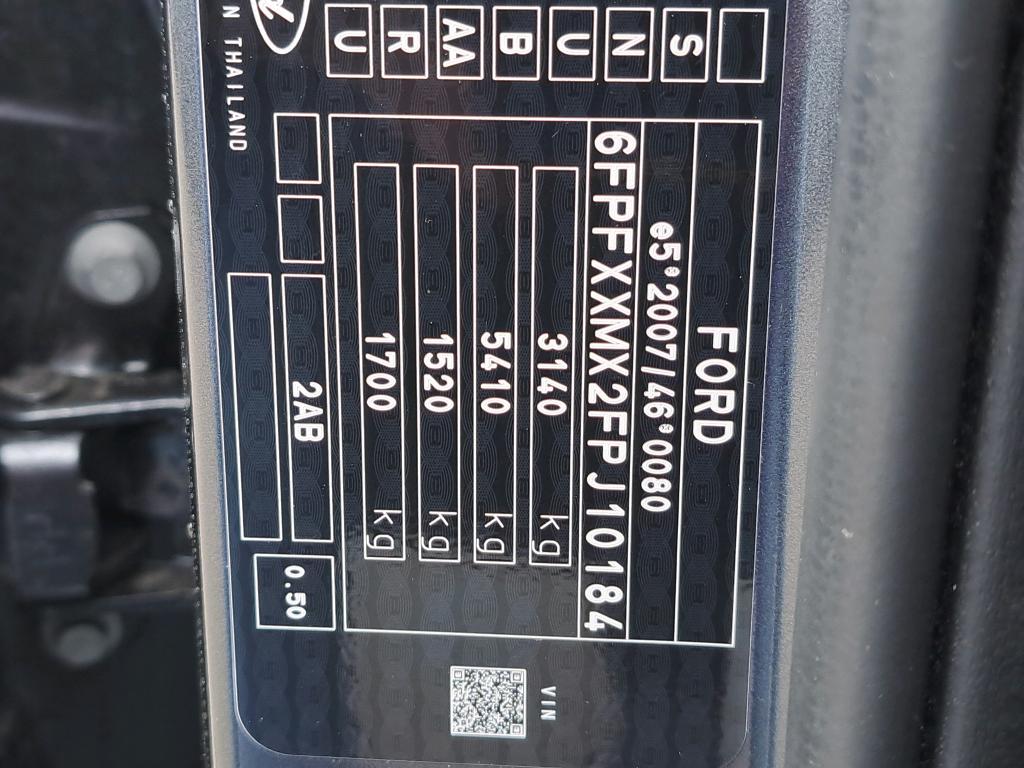 FORD
e5*2007/46*0080
6FPFXXMX2FPJ10184
3140 kg
5410 kg
1520 kg
1700 kg
S
N
U
B
AA
R
U
2AB
0.50
VIN
THAILAND